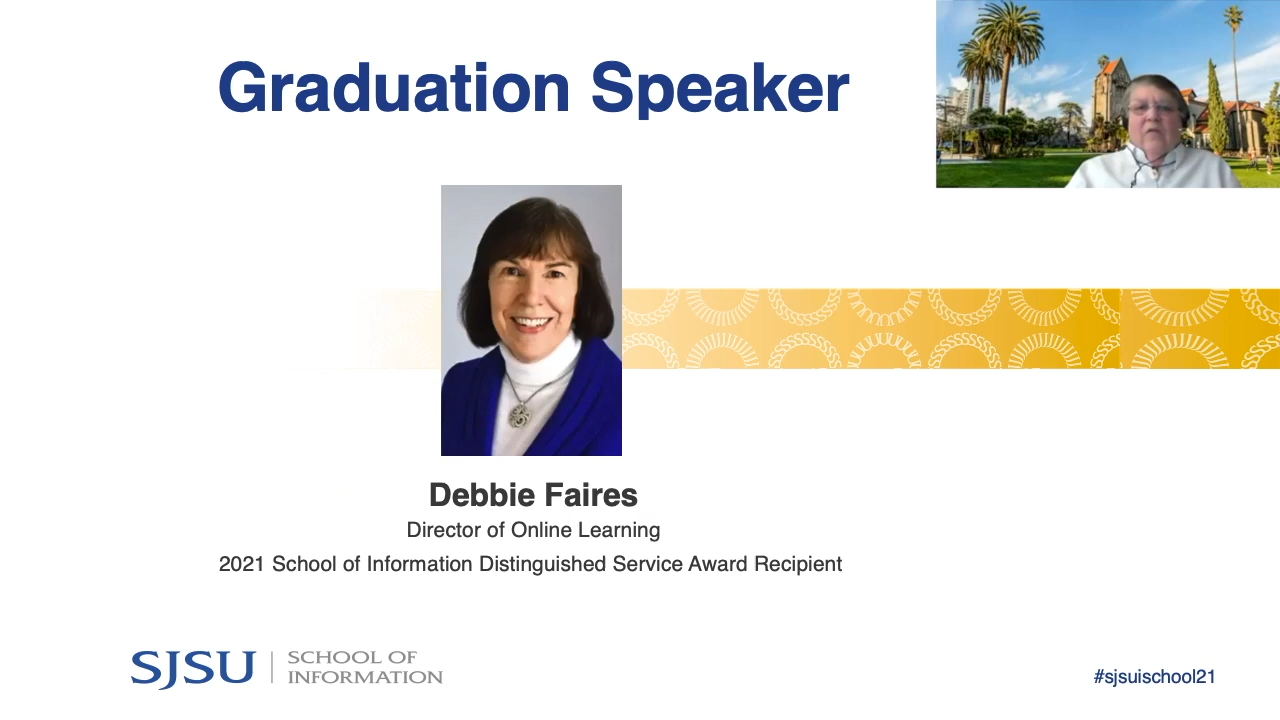 Graduation Speaker
Debbie Faires
Director of Online Learning
2021 School of Information Distinguished Service Award Recipient
SJSU
SCHOOL OF
INFORMATION
#sjsuischool21